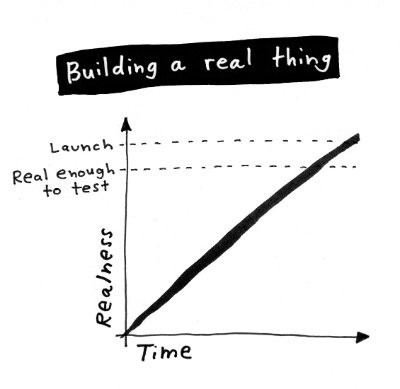 Building a real thing
Launch
Real enough
to test
Realness
Time